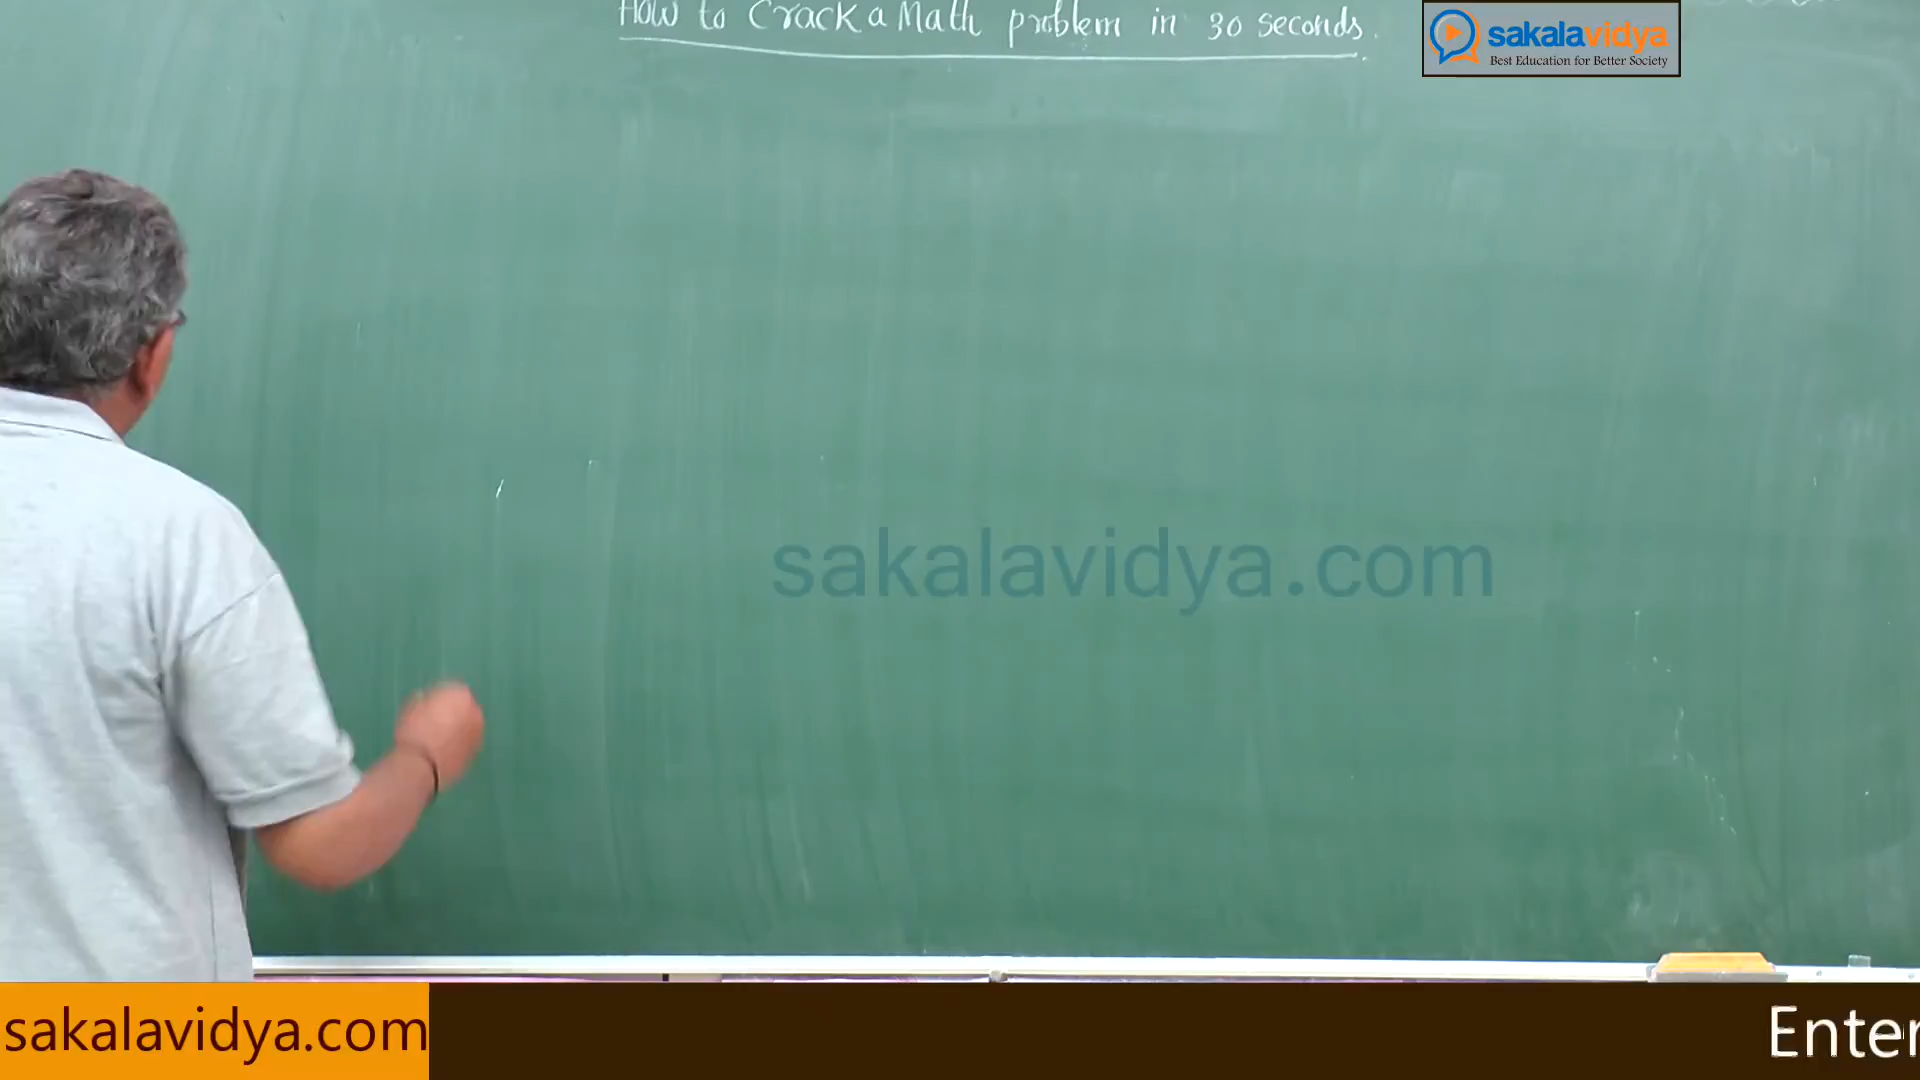 How to Crack a Math problem in 30 seconds.
sakalavidya
Best Education for Better Society
sakalavidya.com
sakalavidya.com
Enter